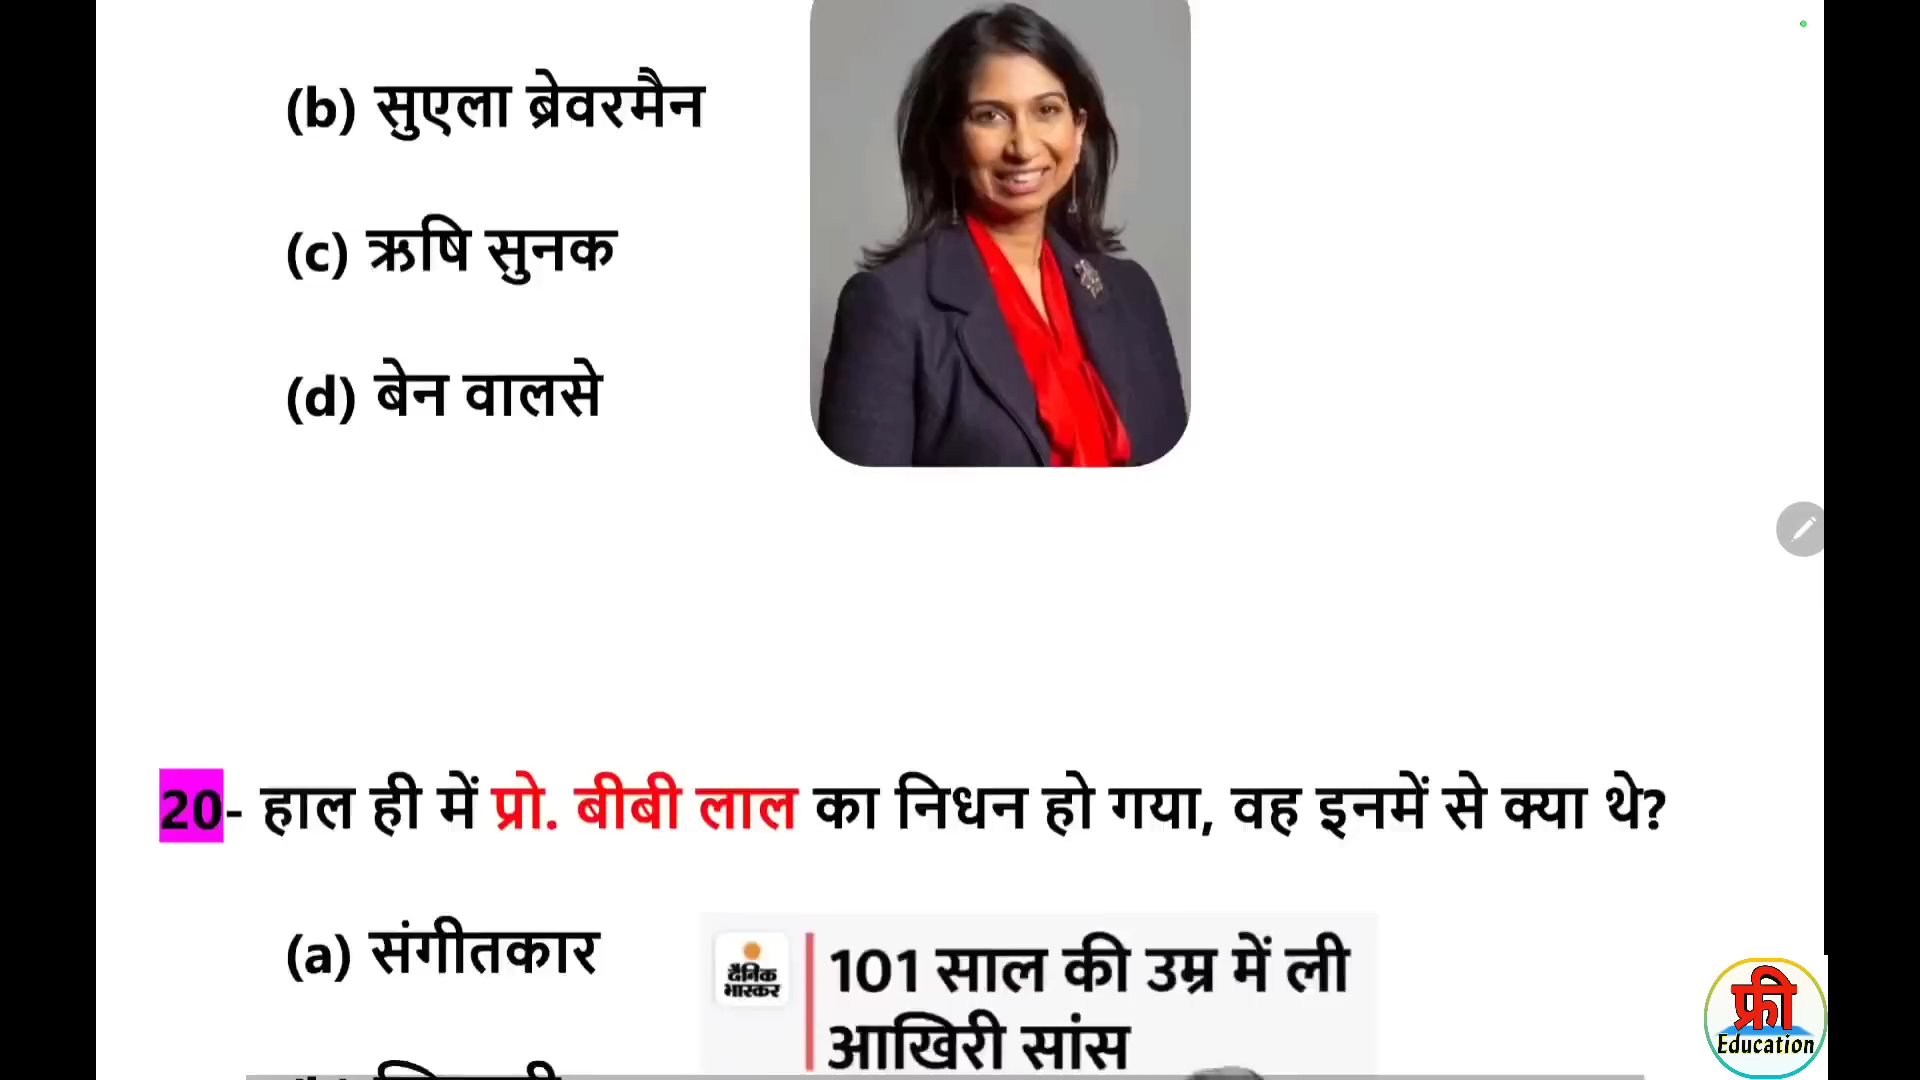 (b) सुएला ब्रेवरमैन
(c) ऋषि सुनक
(d) बेन वालसे
20- हाल ही में प्रो. बीबी लाल का निधन हो गया, वह इनमें से क्या थे?
(a) संगीतकार
दैनिक
भास्कर
101 साल की उम्र में ली
आखिरी सांस
फ्री
Education